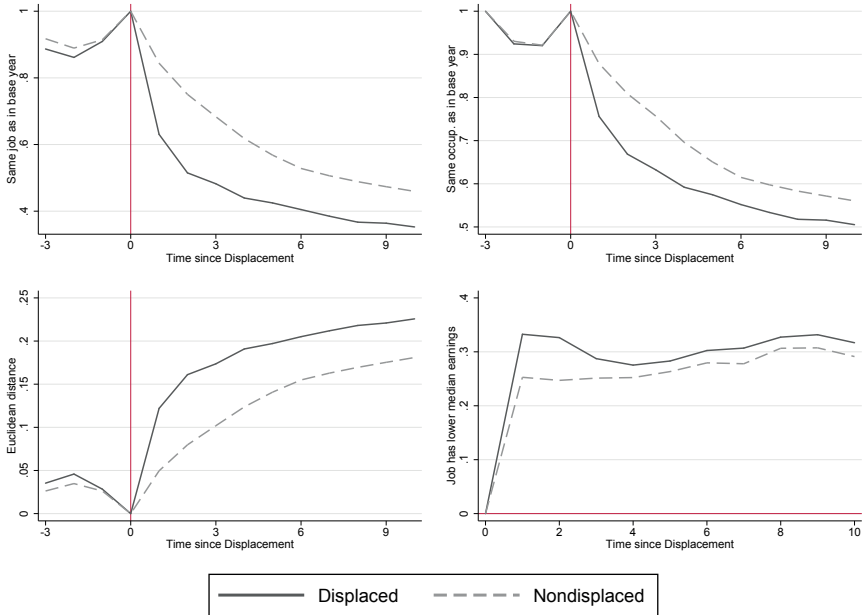 Same job as in base year
1
.8
.6
.4
-3 0 3 6 9
Time since Displacement
Same occup. as in base year
1
.9
.8
.7
.6
.5
-3 0 3 6 9
Time since Displacement
Euclidean distance
.25
.2
.15
.1
.05
0
-3 0 3 6 9
Time since Displacement
Job has lower median earnings
.4
.3
.2
.1
0
0 2 4 6 8 10
Time since Displacement
Displaced Nondisplaced